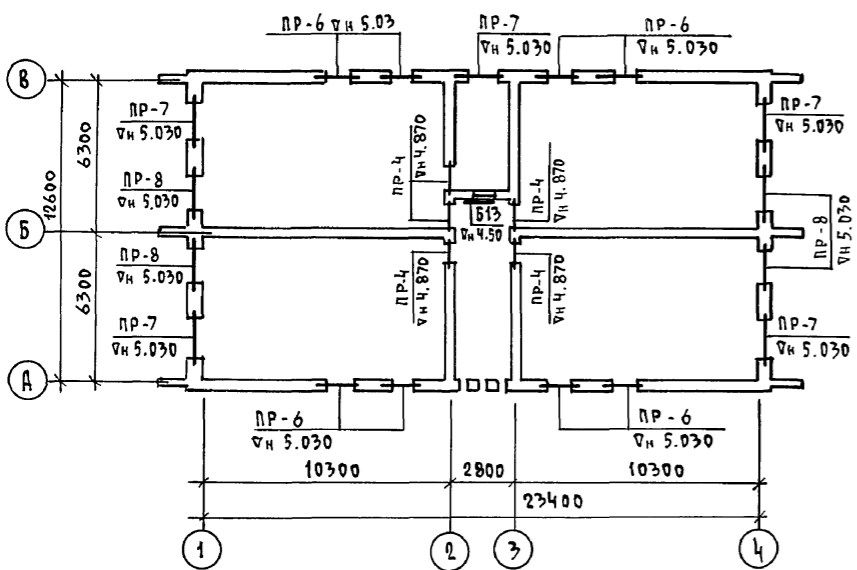 ПР-6 ▽н 5.03
ПР-7
▽н 5.030
ПР-6
▽н 5.030
В
ПР-7
▽н 5.030
ПР-8
▽н 5.030
6300
12600
ПР-4
▽н 4.870
ПР-4
▽н 4.870
Б13
▽н 4.50
ПР-7
▽н 5.030
ПР-8
▽н 5.030
Б
ПР-8
▽н 5.030
ПР-7
▽н 5.030
6300
ПР-4
▽н 4.870
ПР-4
▽н 4.870
ПР-7
▽н 5.030
А
ПР-6
▽н 5.030
ПР-6
▽н 5.030
10300
2800
10300
23400
1
2
3
4